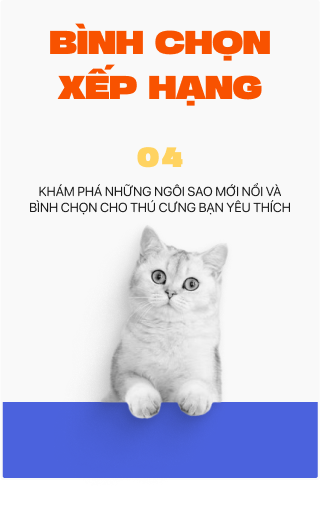 BÌNH CHỌN
XẾP HẠNG
04
KHÁM PHÁ NHỮNG NGÔI SAO MỚI NỔI VÀ
BÌNH CHỌN CHO THÚ CƯNG BẠN YÊU THÍCH